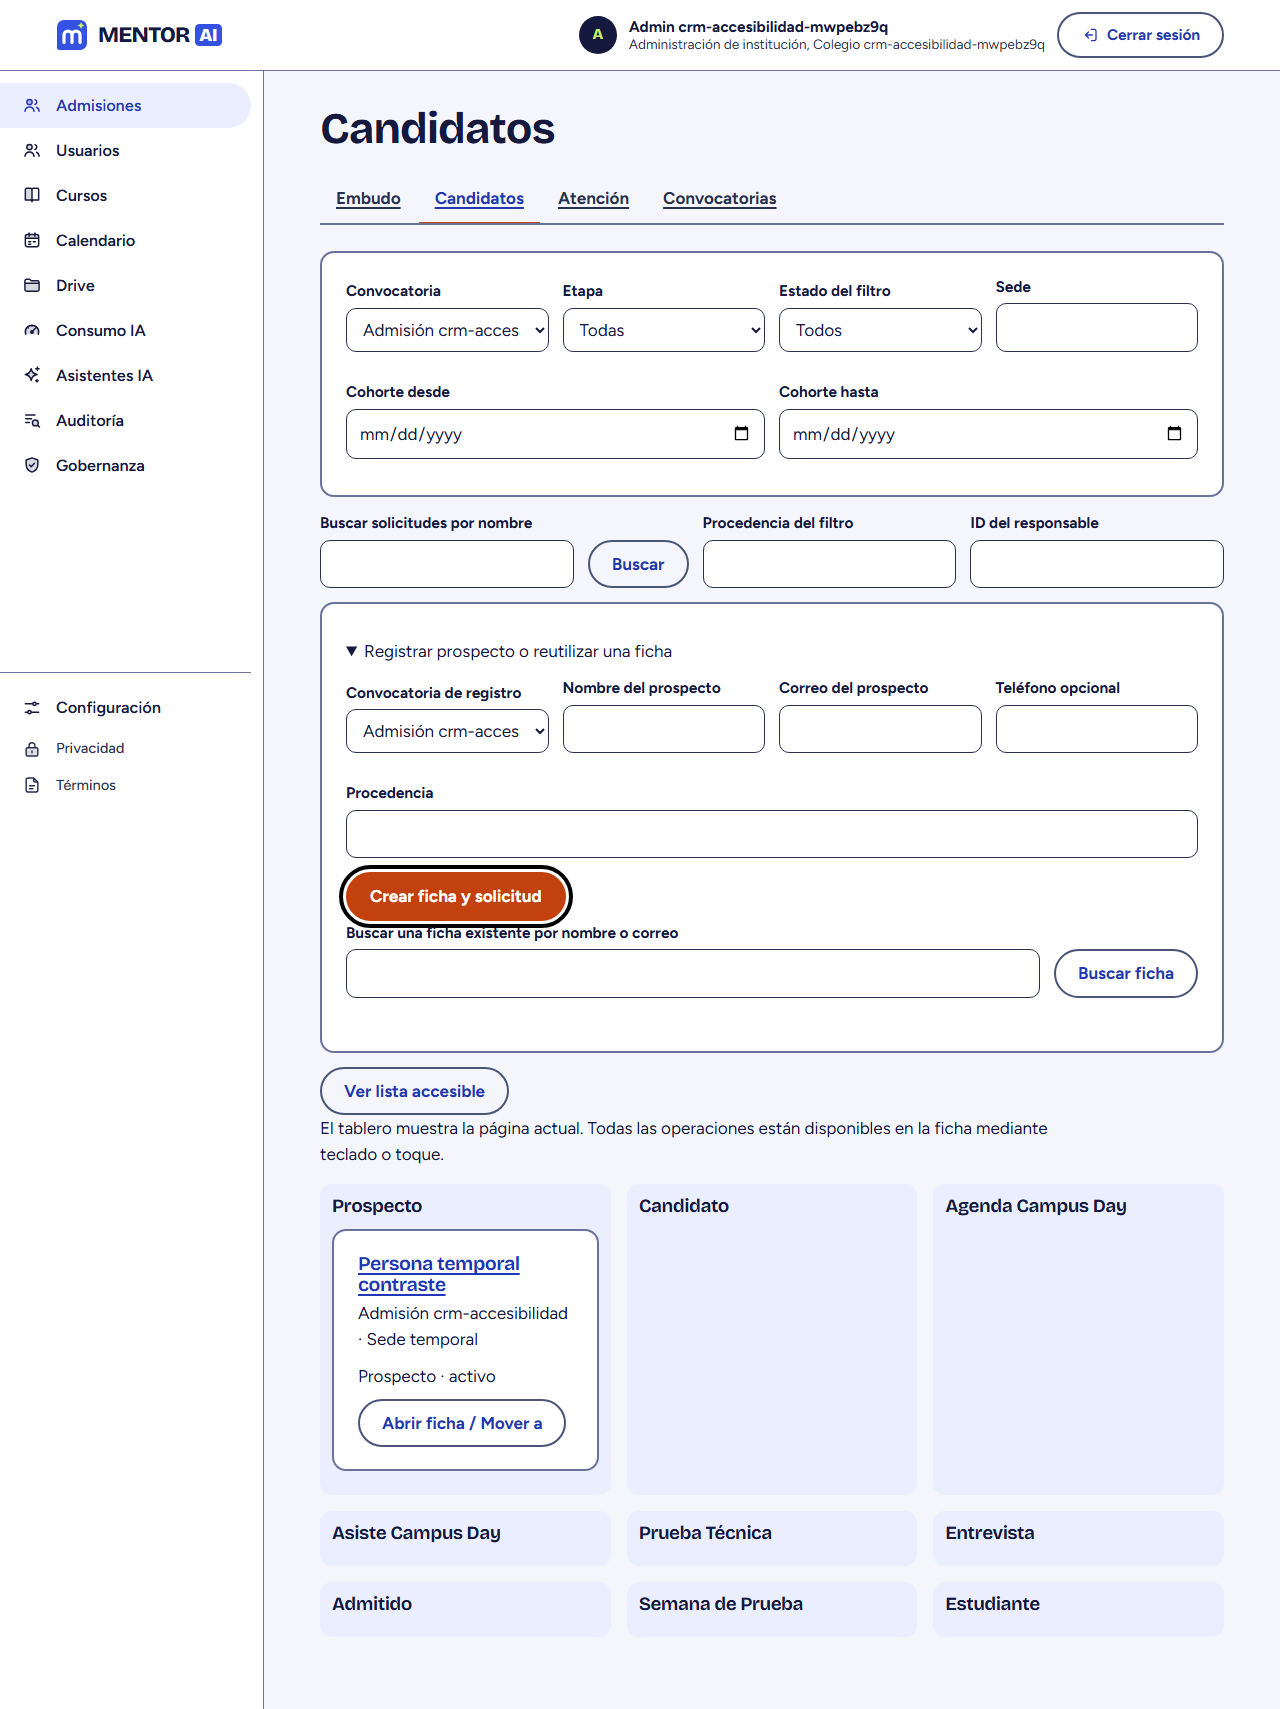 MENTOR AI
A
Admin crm-accesibilidad-mwpebz9q
Administración de institución, Colegio crm-accesibilidad-mwpebz9q
Cerrar sesión
Admisiones
Usuarios
Cursos
Calendario
Drive
Consumo IA
Asistentes IA
Auditoría
Gobernanza
Configuración
Privacidad
Términos
Candidatos
Embudo Candidatos Atención Convocatorias
Convocatoria Etapa Estado del filtro Sede
Admisión crm-acces Todas Todos
Cohorte desde Cohorte hasta
mm/dd/yyyy mm/dd/yyyy
Buscar solicitudes por nombre Procedencia del filtro ID del responsable
Buscar
▼ Registrar prospecto o reutilizar una ficha
Convocatoria de registro Nombre del prospecto Correo del prospecto Teléfono opcional
Admisión crm-acces
Procedencia
Crear ficha y solicitud
Buscar una ficha existente por nombre o correo
Buscar ficha
Ver lista accesible
El tablero muestra la página actual. Todas las operaciones están disponibles en la ficha mediante
teclado o toque.
Prospecto Candidato Agenda Campus Day
Persona temporal
contraste
Admisión crm-accesibilidad
· Sede temporal
Prospecto · activo
Abrir ficha / Mover a
Asiste Campus Day Prueba Técnica Entrevista
Admitido Semana de Prueba Estudiante